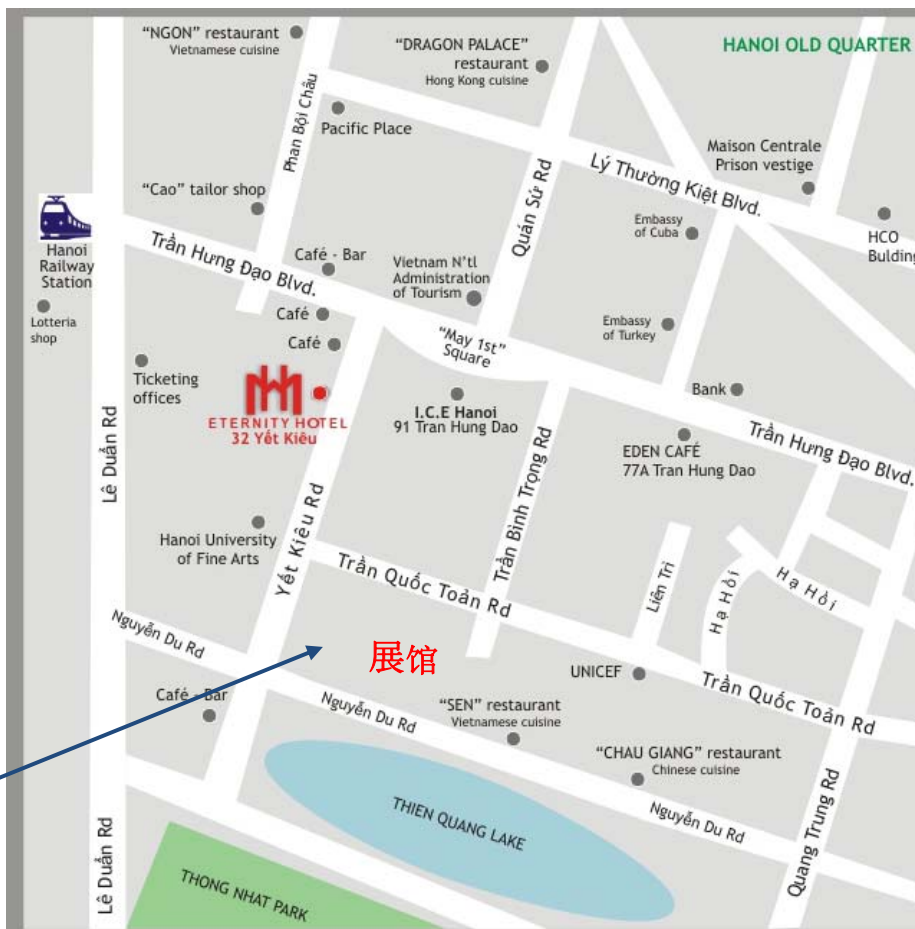 "NGON" restaurant
Vietnamese cuisine
"DRAGON PALACE"
restaurant
Hong Kong cuisine
HANOI OLD QUARTER
Phan Bội Châu
Pacific Place
Maison Centrale
Prison vestige
Lý Thường Kiệt Blvd.
Quán Sứ Rd
"Cao" tailor shop
Embassy
of Cuba
HCO
Bulding
Hanoi
Railway
Station
Trần Hưng Đạo Blvd.
Café - Bar
Vietnam N'tl
Administration
of Tourism
Lotteria
shop
Café
Café
"May 1st"
Square
Embassy
of Turkey
Ticketing
offices
ETERNITY HOTEL
32 Yết Kiêu
I.C.E Hanoi
91 Tran Hung Dao
Bank
Trần Hưng Đạo Blvd.
EDEN CAFÉ
77A Tran Hung Dao
Lê Duẩn Rd
Trần Bình Trọng Rd
Hanoi University
of Fine Arts
Yết Kiêu Rd
Trần Quốc Toản Rd
Liên Trì
Hạ Hồi
Hạ Hồi
Nguyễn Du Rd
展馆
UNICEF
Trần Quốc Toản Rd
Café - Bar
Nguyễn Du Rd
"SEN" restaurant
Vietnamese cuisine
"CHAU GIANG" restaurant
Chinese cuisine
THIEN QUANG LAKE
Nguyễn Du Rd
Quang Trung Rd
Lê Duẩn Rd
THONG NHAT PARK